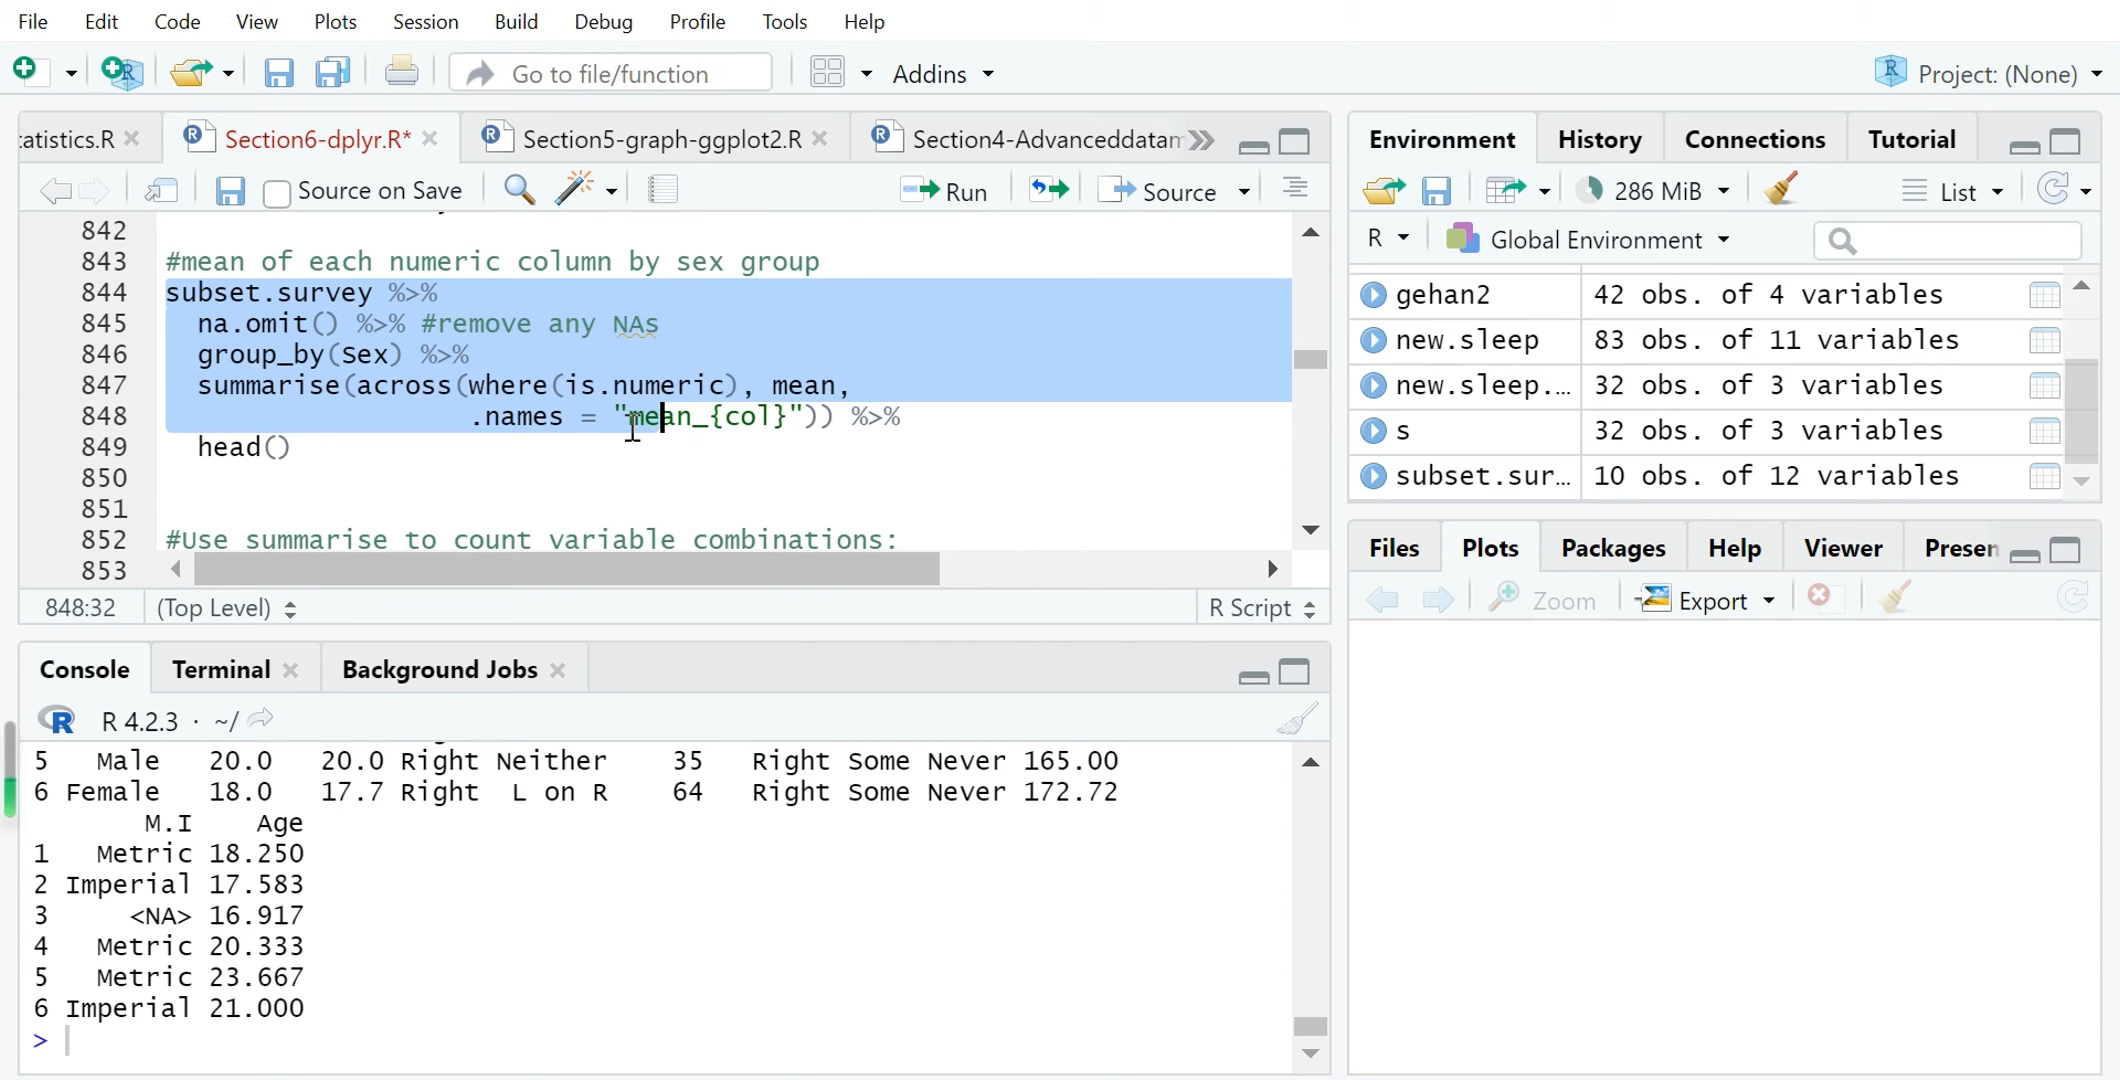 File Edit Code View Plots Session Build Debug Profile Tools Help
Go to file/function Addins Project: (None)
tatistics.R Section6-dplyr.R* Section5-graph-ggplot2.R Section4-Advanceddatam
Source on Save Run Source
842
843 #mean of each numeric column by sex group
844 subset.survey %>%
845 na.omit() %>% #remove any NAs
846 group_by(Sex) %>%
847 summarise(across(where(is.numeric), mean,
848 .names = "mean_{col}")) %>%
849 head()
850
851
852 #Use summarise to count variable combinations:
853
848:32 (Top Level) R Script
Console Terminal Background Jobs
R 4.2.3 · ~/
5 Male 20.0 20.0 Right Neither 35 Right Some Never 165.00
6 Female 18.0 17.7 Right L on R 64 Right Some Never 172.72
M.I Age
1 Metric 18.250
2 Imperial 17.583
3 <NA> 16.917
4 Metric 20.333
5 Metric 23.667
6 Imperial 21.000
>
Environment History Connections Tutorial
286 MiB List
R Global Environment
gehan2 42 obs. of 4 variables
new.sleep 83 obs. of 11 variables
new.sleep.… 32 obs. of 3 variables
s 32 obs. of 3 variables
subset.sur… 10 obs. of 12 variables
Files Plots Packages Help Viewer Presen
Zoom Export